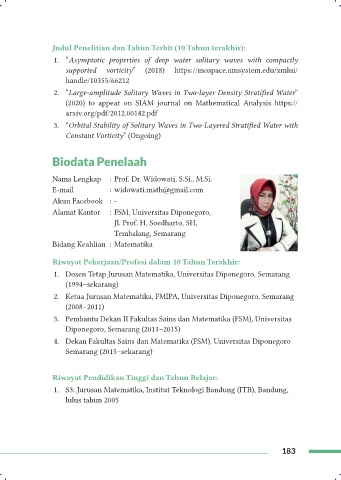 Judul Penelitian dan Tahun Terbit (10 Tahun terakhir):
1. "Asymptotic properties of deep water solitary waves with compactly
supported vorticity" (2018) https://mospace.umsystem.edu/xmlui/
handle/10355/66212
2. "Large-amplitude Solitary Waves in Two-layer Density Stratified Water"
(2020) to appear on SIAM journal on Mathematical Analysis https://
arxiv.org/pdf/2012.00142.pdf
3. "Orbital Stability of Solitary Waves in Two-Layered Stratified Water with
Constant Vorticity" (Ongoing)
Biodata Penelaah
Nama Lengkap : Prof. Dr. Widowati, S.Si., M.Si.
E-mail : widowati.math@gmail.com
Akun Facebook : -
Alamat Kantor : FSM, Universitas Diponegoro,
Jl. Prof. H. Soedharto, SH,
Tembalang, Semarang
Bidang Keahlian : Matematika
Riwayat Pekerjaan/Profesi dalam 10 Tahun Terakhir:
1. Dosen Tetap Jurusan Matematika, Universitas Diponegoro, Semarang
(1994–sekarang)
2. Ketua Jurusan Matematika, FMIPA, Universitas Diponegoro, Semarang
(2008–2011)
3. Pembantu Dekan II Fakultas Sains dan Matematika (FSM), Universitas
Diponegoro, Semarang (2011–2015)
4. Dekan Fakultas Sains dan Matematika (FSM), Universitas Diponegoro
Semarang (2015–sekarang)
Riwayat Pendidikan Tinggi dan Tahun Belajar:
1. S3: Jurusan Matematika, Institut Teknologi Bandung (ITB), Bandung,
lulus tahun 2005
183